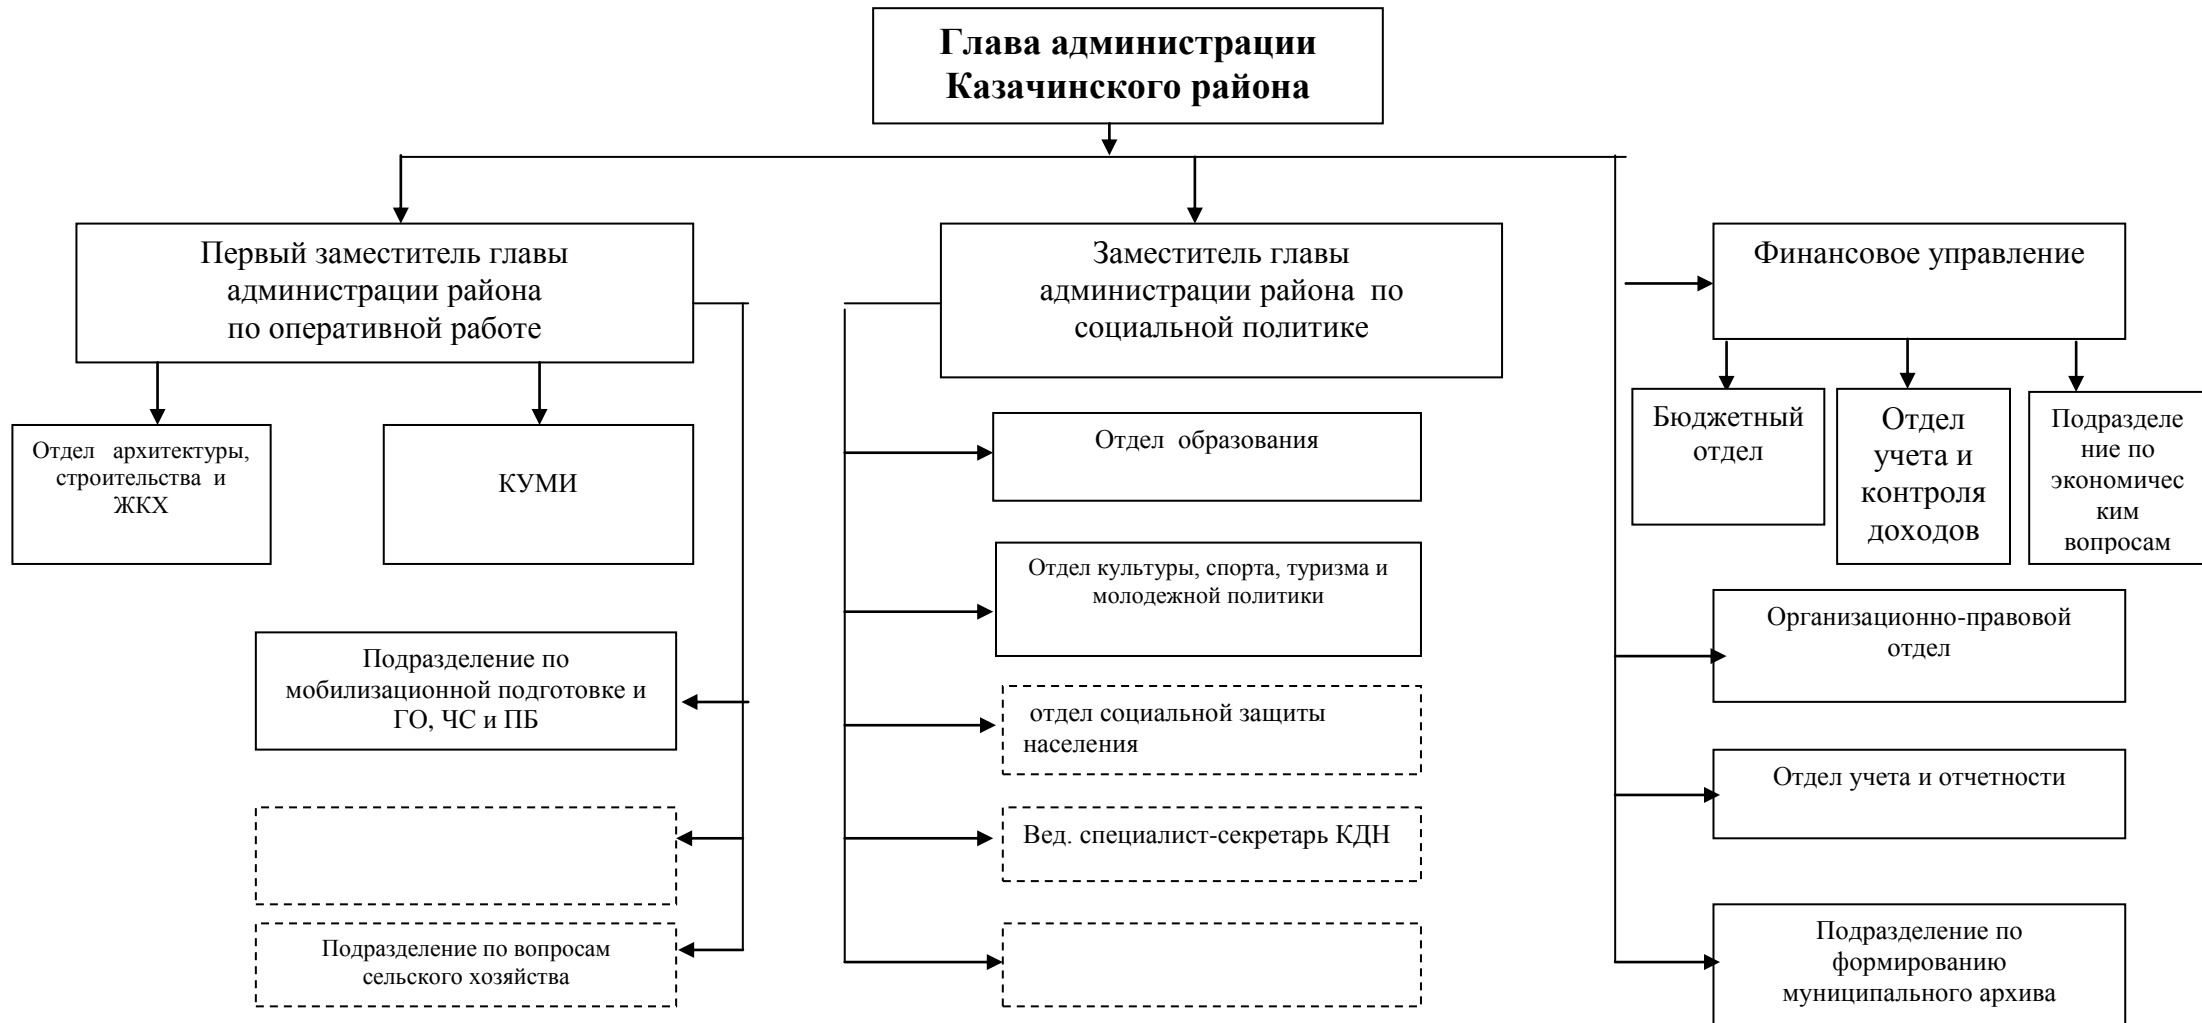 Глава администрации
Казачинского района
Первый заместитель главы
администрации района
по оперативной работе
Заместитель главы
администрации района по
социальной политике
Финансовое управление
Отдел архитектуры,
строительства и
ЖКХ
КУМИ
Отдел образования
Бюджетный
отдел
Отдел
учета и
контроля
доходов
Подразделе
ние по
экономичес
ким
вопросам
Отдел культуры, спорта, туризма и
молодежной политики
Организационно-правовой
отдел
Подразделение по
мобилизационной подготовке и
ГО, ЧС и ПБ
отдел социальной защиты
населения
Отдел учета и отчетности
Вед. специалист-секретарь КДН
Подразделение по вопросам
сельского хозяйства
Подразделение по
формированию
муниципального архива